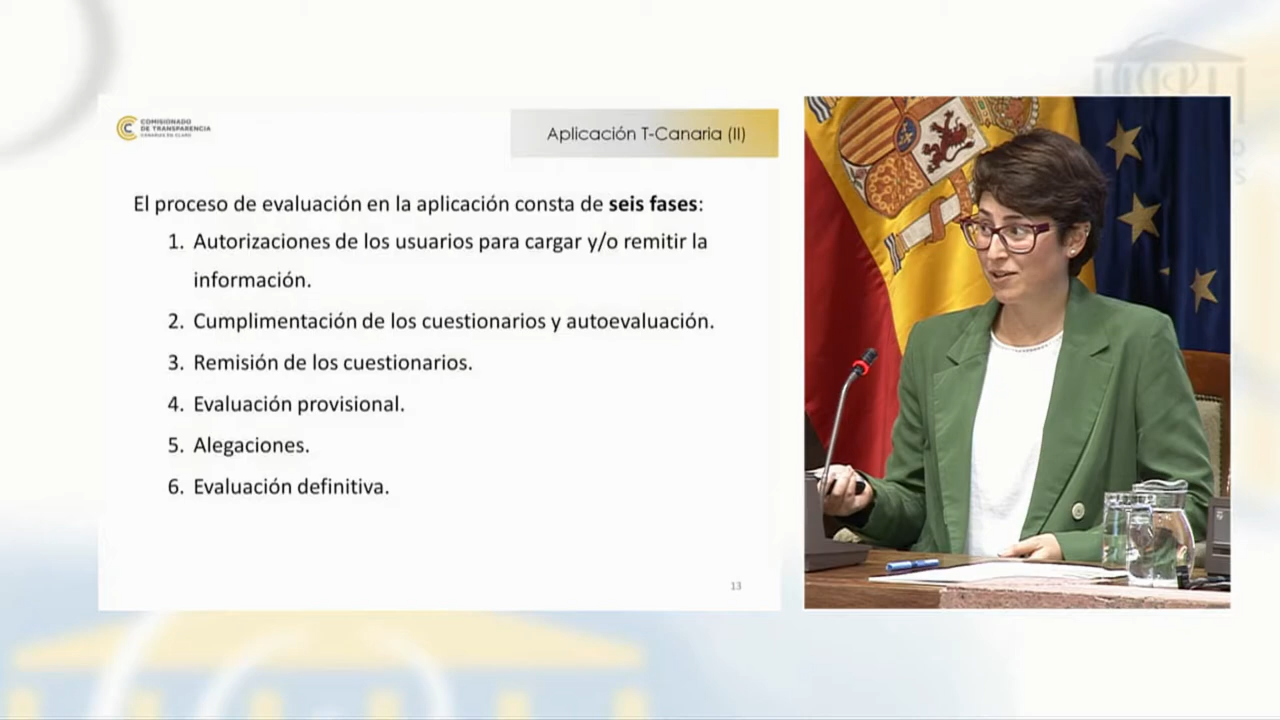 COMISIONADO
DE TRANSPARENCIA
CANARIAS EN CLARO
Aplicación T-Canaria (II)
El proceso de evaluación en la aplicación consta de seis fases:
1. Autorizaciones de los usuarios para cargar y/o remitir la
información.
2. Cumplimentación de los cuestionarios y autoevaluación.
3. Remisión de los cuestionarios.
4. Evaluación provisional.
5. Alegaciones.
6. Evaluación definitiva.
13